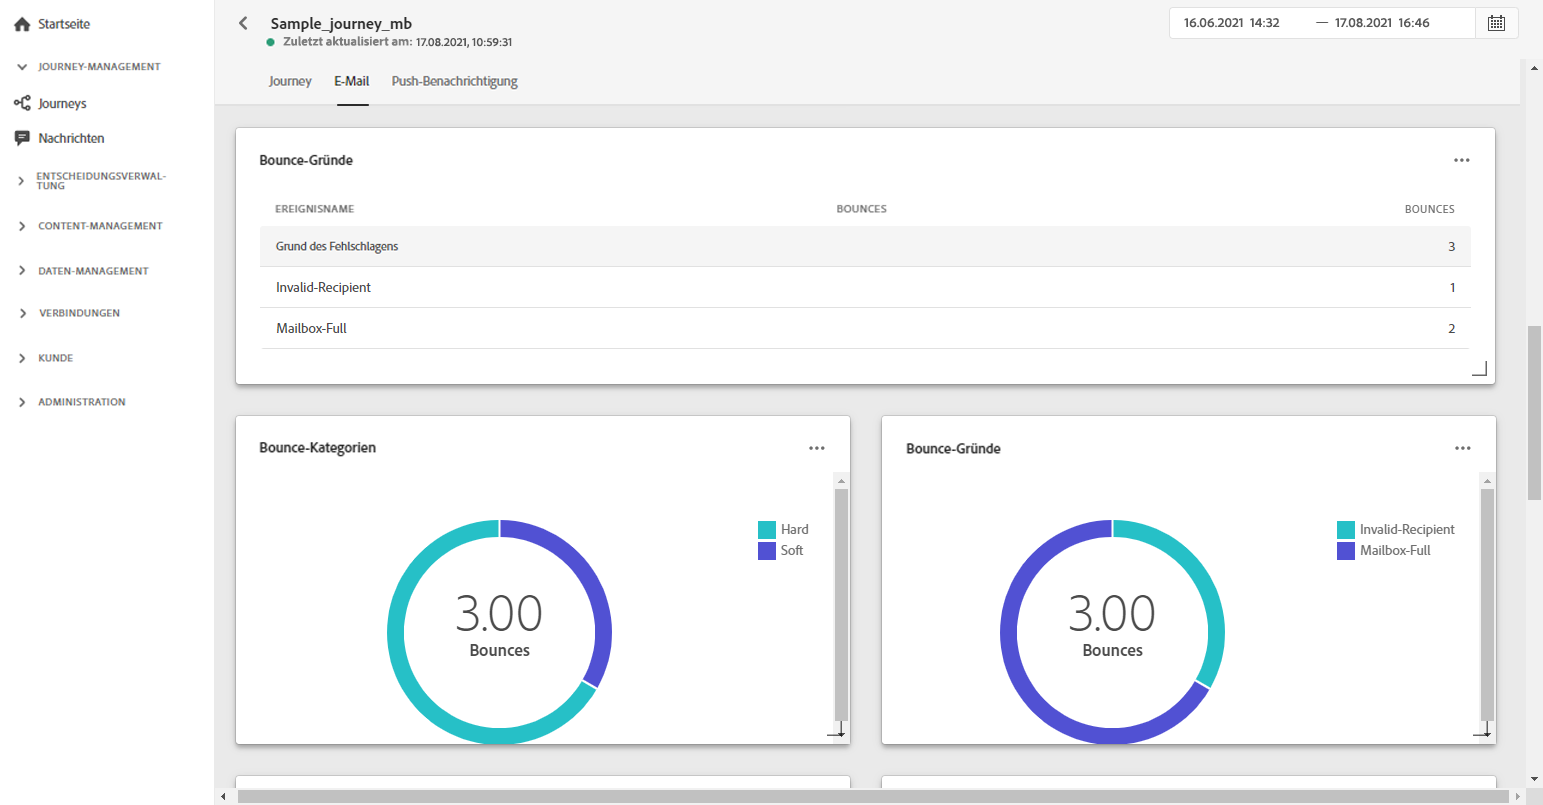 Startseite
JOURNEY-MANAGEMENT
Journeys
Nachrichten
ENTSCHEIDUNGSVERWAL-
TUNG
CONTENT-MANAGEMENT
DATEN-MANAGEMENT
VERBINDUNGEN
KUNDE
ADMINISTRATION
Sample_journey_mb
Zuletzt aktualisiert am: 17.08.2021, 10:59:31
16.06.2021 14:32 — 17.08.2021 16:46
Journey E-Mail Push-Benachrichtigung
Bounce-Gründe
EREIGNISNAME BOUNCES BOUNCES
Grund des Fehlschlagens 3
Invalid-Recipient 1
Mailbox-Full 2
Bounce-Kategorien
3.00
Bounces
Hard
Soft
Bounce-Gründe
3.00
Bounces
Invalid-Recipient
Mailbox-Full